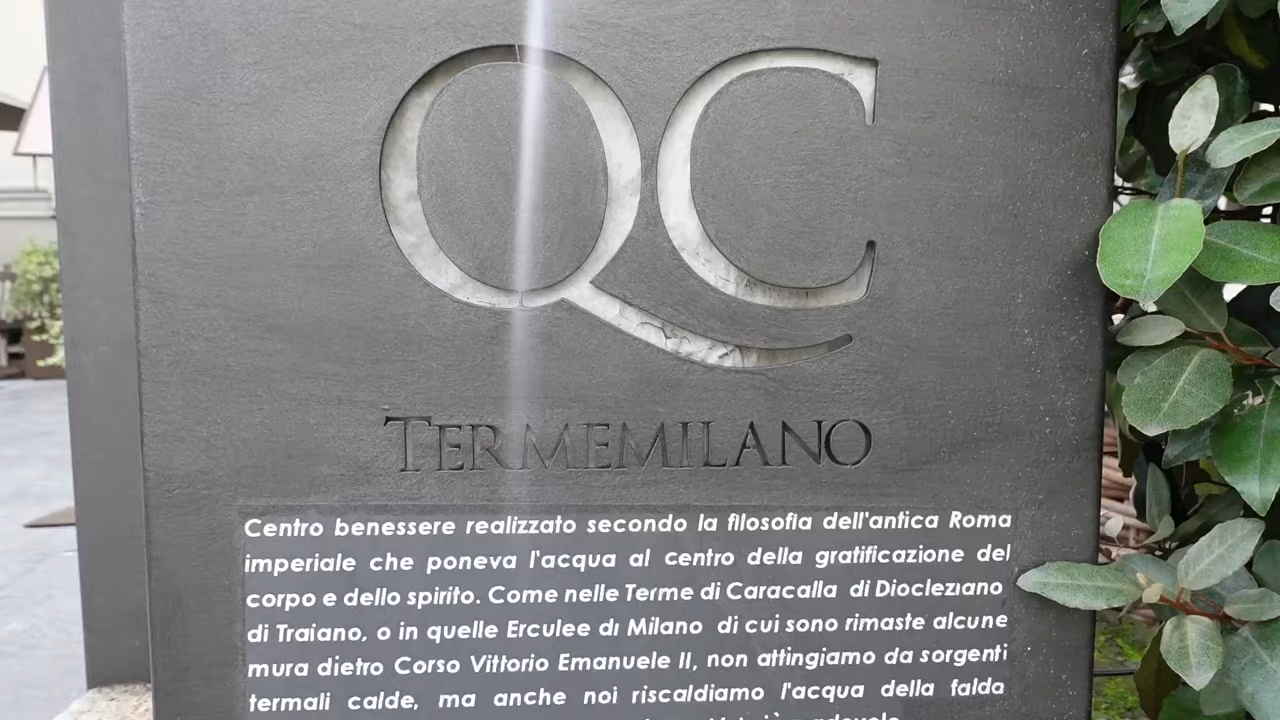 QC
TERMEMILANO
Centro benessere realizzato secondo la filosofia dell'antica Roma
imperiale che poneva l'acqua al centro della gratificazione del
corpo e dello spirito. Come nelle Terme di Caracalla di Diocleziano
di Traiano, o in quelle Erculee di Milano di cui sono rimaste alcune
mura dietro Corso Vittorio Emanuele II, non attingiamo da sorgenti
termali calde, ma anche noi riscaldiamo l'acqua della falda